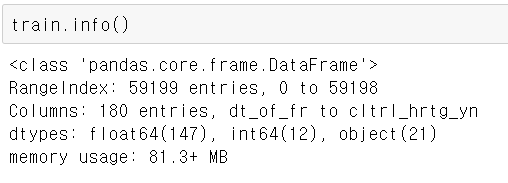 train.info()
<class 'pandas.core.frame.DataFrame'>
RangeIndex: 59199 entries, 0 to 59198
Columns: 180 entries, dt_of_fr to cltrl_hrtg_yn
dtypes: float64(147), int64(12), object(21)
memory usage: 81.3+ MB